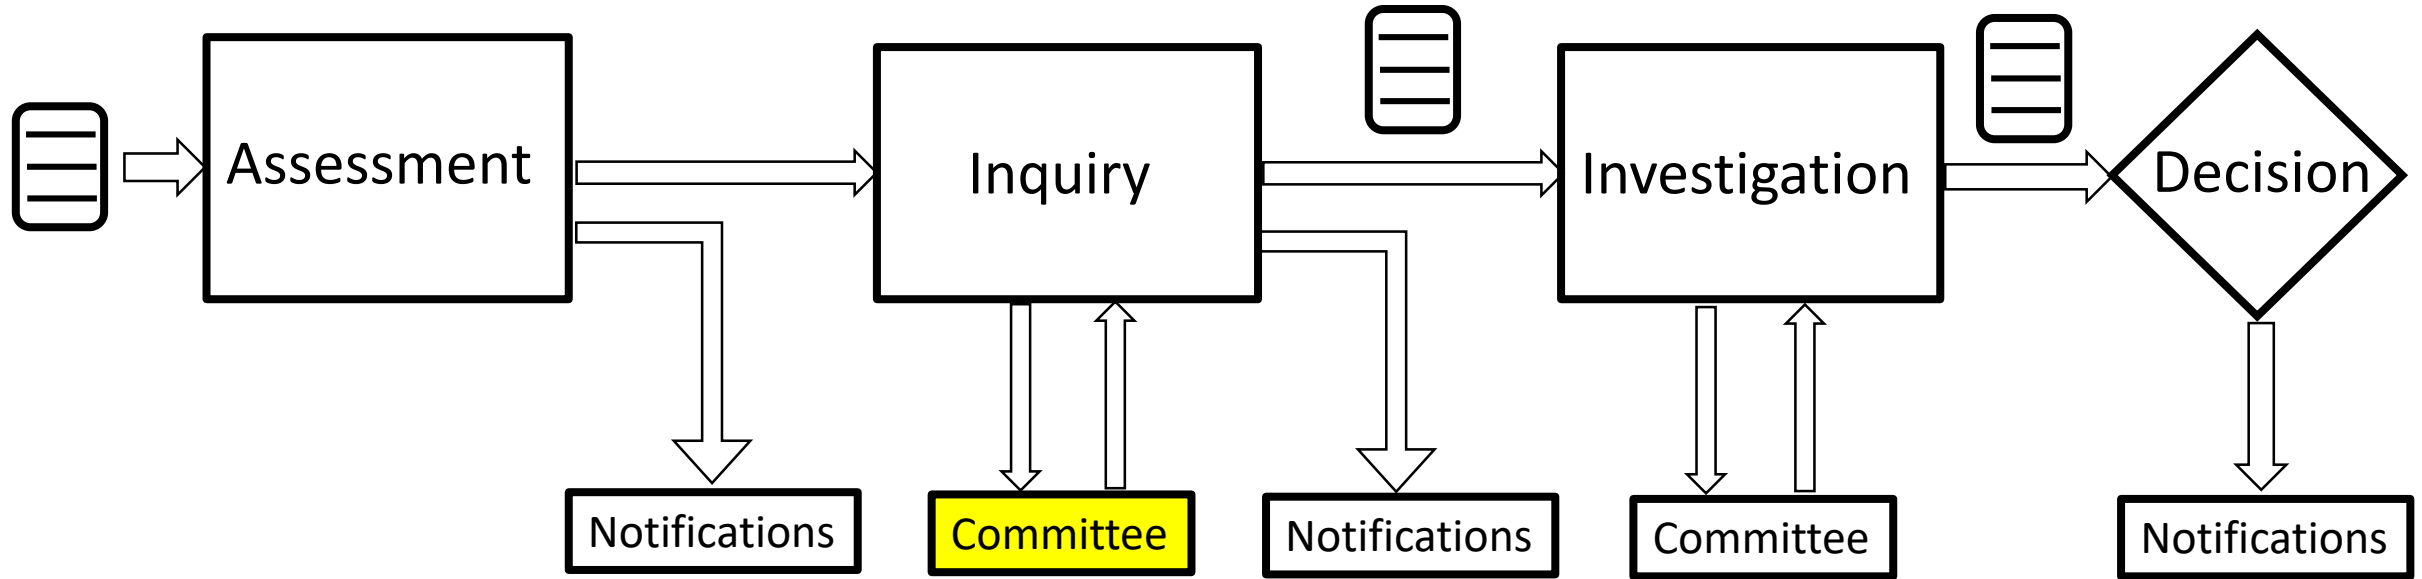 Assessment
Inquiry
Investigation
Decision
Notifications
Committee
Notifications
Committee
Notifications